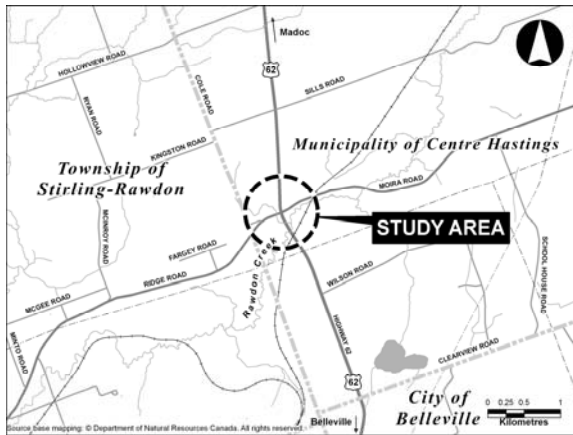 Madoc
HOLLOWVIEW ROAD
62
COLE ROAD
RYAN ROAD
SILLS ROAD
KINGSTON ROAD
Municipality of Centre Hastings
Township of
Stirling-Rawdon
MOIRA ROAD
STUDY AREA
MCINROY ROAD
FARGEY ROAD
RIDGE ROAD
Rawdon Creek
WILSON ROAD
SCHOOL HOUSE ROAD
MCGEE ROAD
HIGHWAY 62
MINTO ROAD
CLEARVIEW ROAD
62
City of
Belleville
0 0.25 0.5 1
Kilometres
Belleville
Source base mapping: © Department of Natural Resources Canada. All rights reserved.